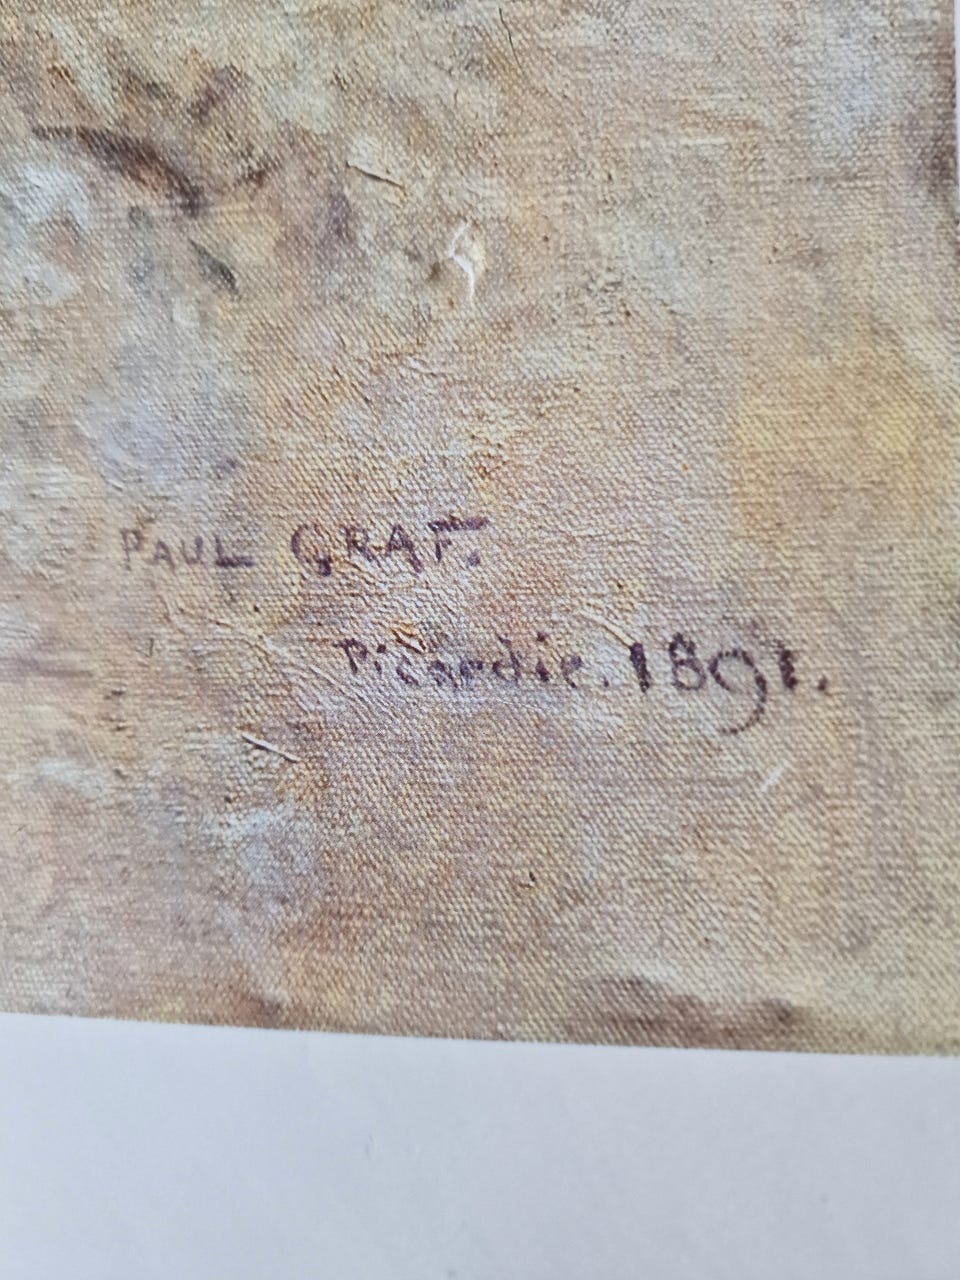 PAUL GRAF.
Picardie. 1891.